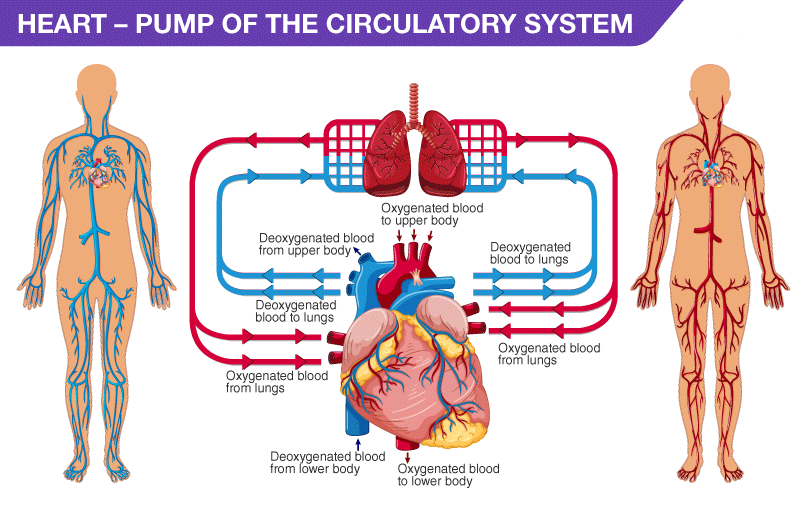 HEART – PUMP OF THE CIRCULATORY SYSTEM
Oxygenated blood
to upper body
Deoxygenated blood
from upper body
Deoxygenated
blood to lungs
Deoxygenated
blood to lungs
Oxygenated blood
from lungs
Oxygenated blood
from lungs
Deoxygenated blood
from lower body
Oxygenated blood
to lower body